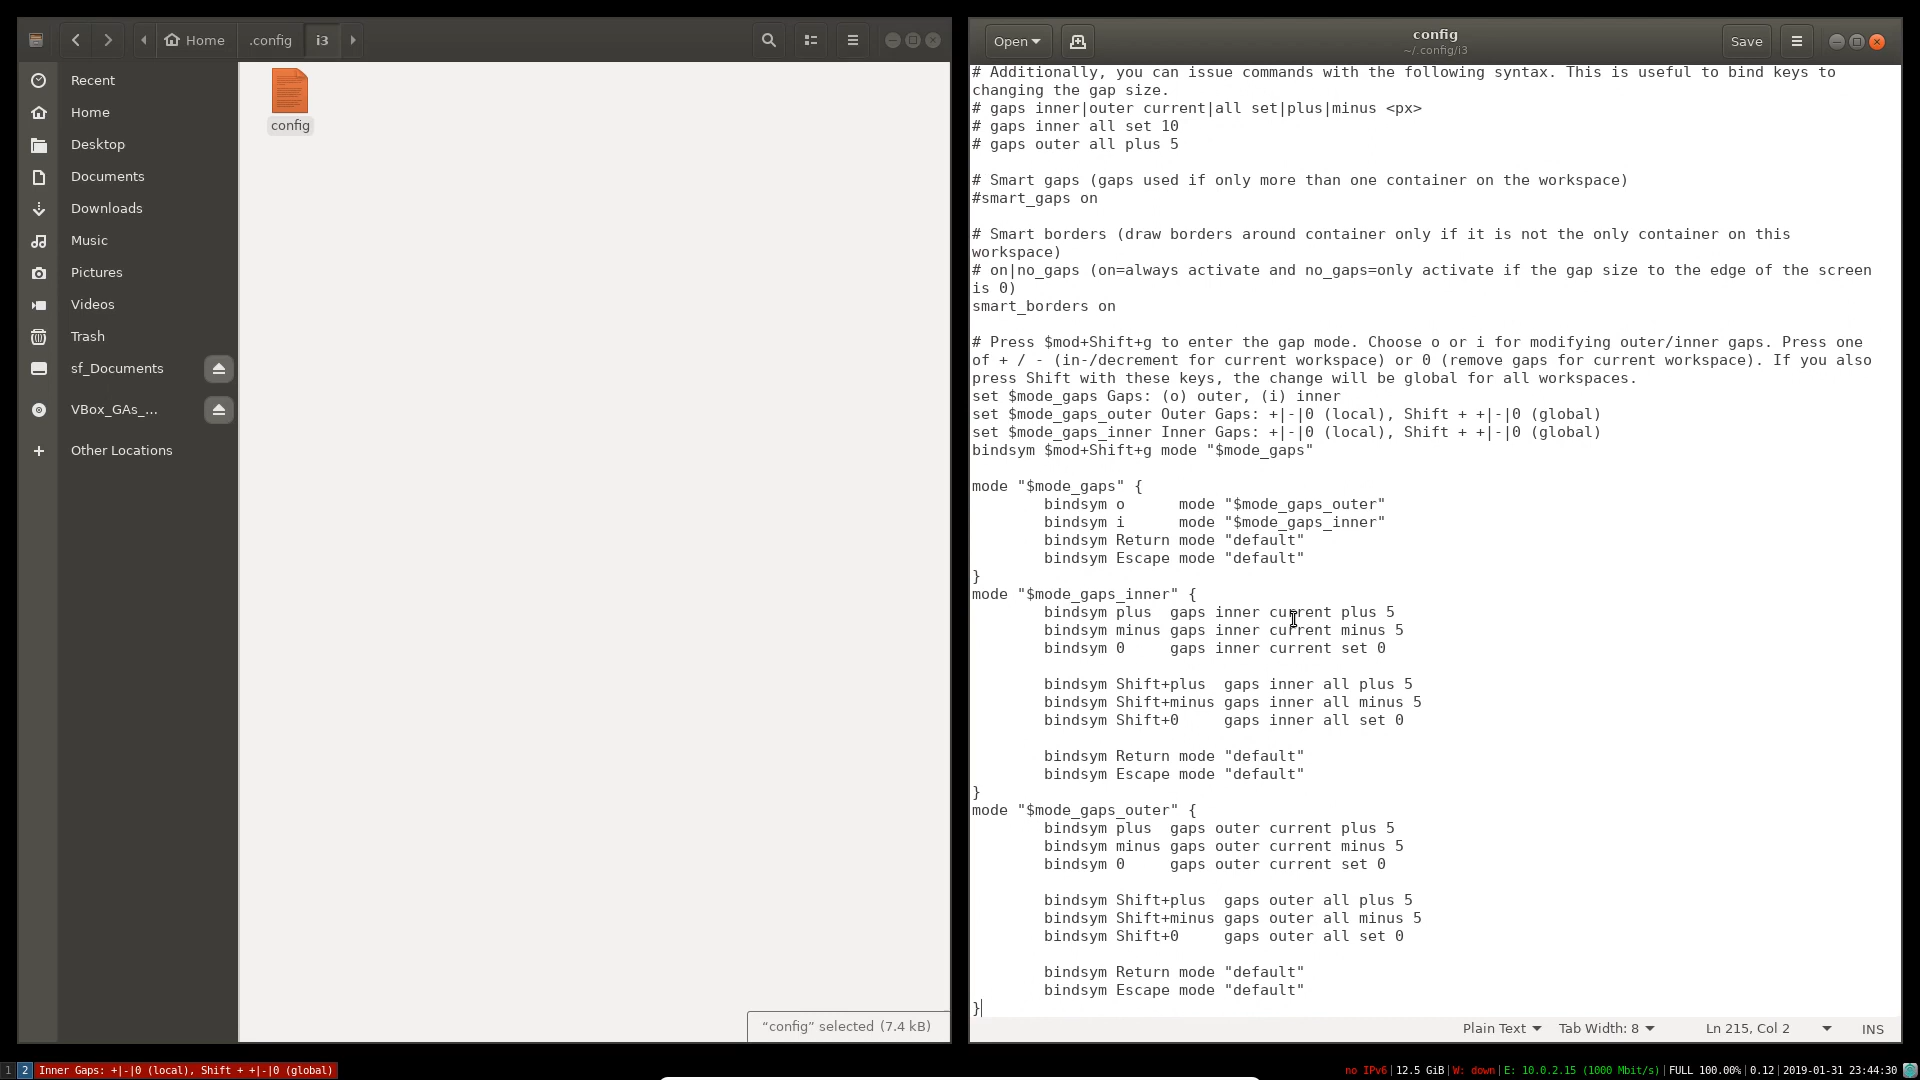 Home
.config
i3
Recent
Home
Desktop
Documents
Downloads
Music
Pictures
Videos
Trash
sf_Documents
VBox_GAs_...
Other Locations
config
“config” selected (7.4 kB)
Open
config
~/.config/i3
Save
# Additionally, you can issue commands with the following syntax. This is useful to bind keys to
changing the gap size.
# gaps inner|outer current|all set|plus|minus <px>
# gaps inner all set 10
# gaps outer all plus 5
# Smart gaps (gaps used if only more than one container on the workspace)
#smart_gaps on
# Smart borders (draw borders around container only if it is not the only container on this
workspace)
# on|no_gaps (on=always activate and no_gaps=only activate if the gap size to the edge of the screen
is 0)
smart_borders on
# Press $mod+Shift+g to enter the gap mode. Choose o or i for modifying outer/inner gaps. Press one
of + / - (in-/decrement for current workspace) or 0 (remove gaps for current workspace). If you also
press Shift with these keys, the change will be global for all workspaces.
set $mode_gaps Gaps: (o) outer, (i) inner
set $mode_gaps_outer Outer Gaps: +|-|0 (local), Shift + +|-|0 (global)
set $mode_gaps_inner Inner Gaps: +|-|0 (local), Shift + +|-|0 (global)
bindsym $mod+Shift+g mode "$mode_gaps"
mode "$mode_gaps" {
bindsym o      mode "$mode_gaps_outer"
bindsym i      mode "$mode_gaps_inner"
bindsym Return mode "default"
bindsym Escape mode "default"
}
mode "$mode_gaps_inner" {
bindsym plus  gaps inner current plus 5
bindsym minus gaps inner current minus 5
bindsym 0     gaps inner current set 0
bindsym Shift+plus  gaps inner all plus 5
bindsym Shift+minus gaps inner all minus 5
bindsym Shift+0     gaps inner all set 0
bindsym Return mode "default"
bindsym Escape mode "default"
}
mode "$mode_gaps_outer" {
bindsym plus  gaps outer current plus 5
bindsym minus gaps outer current minus 5
bindsym 0     gaps outer current set 0
bindsym Shift+plus  gaps outer all plus 5
bindsym Shift+minus gaps outer all minus 5
bindsym Shift+0     gaps outer all set 0
bindsym Return mode "default"
bindsym Escape mode "default"
}
Plain Text Tab Width: 8 Ln 215, Col 2 INS
1 2 Inner Gaps: +|-|0 (local), Shift + +|-|0 (global)
no IPv6|12.5 GiB|W: down|E: 10.0.2.15 (1000 Mbit/s)|FULL 100.00%|0.12|2019-01-31 23:44:30